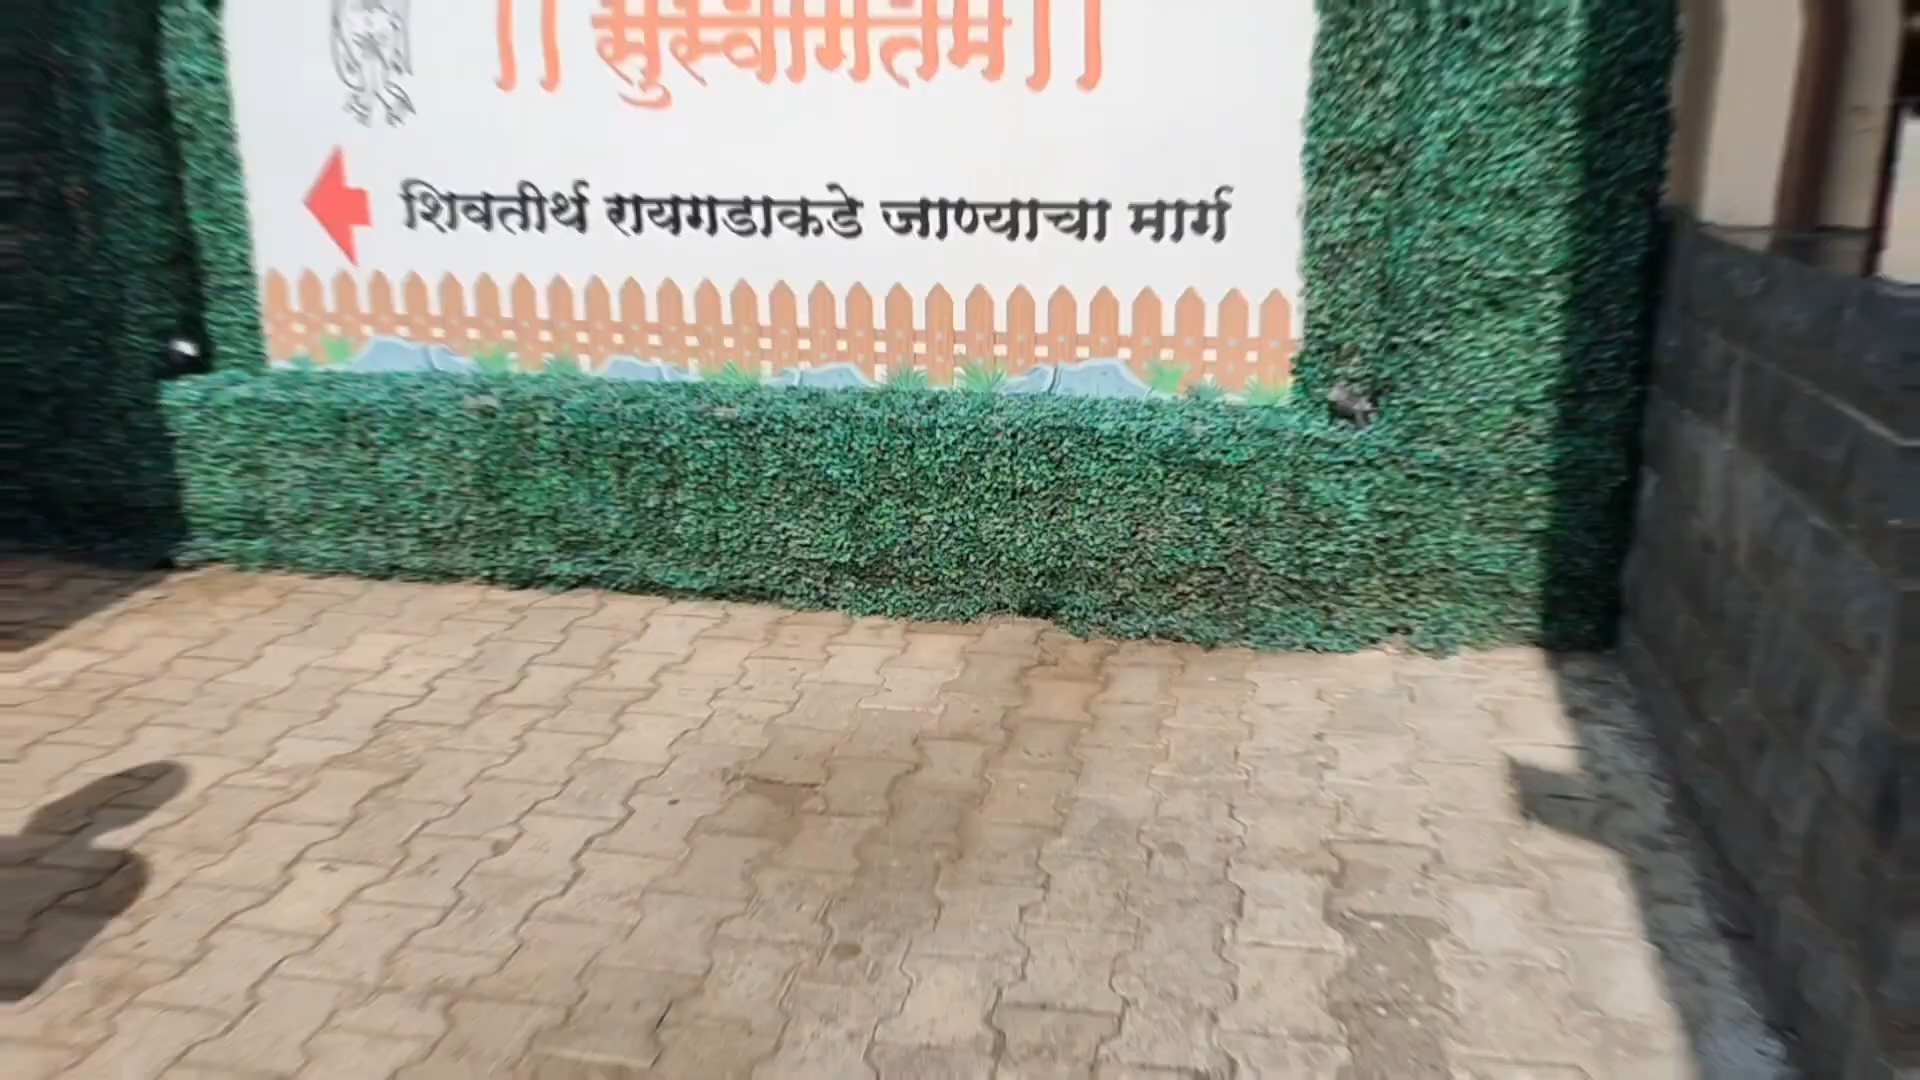 ।। सुस्वागतम ।।
शिवतीर्थ रायगडाकडे जाण्याचा मार्ग